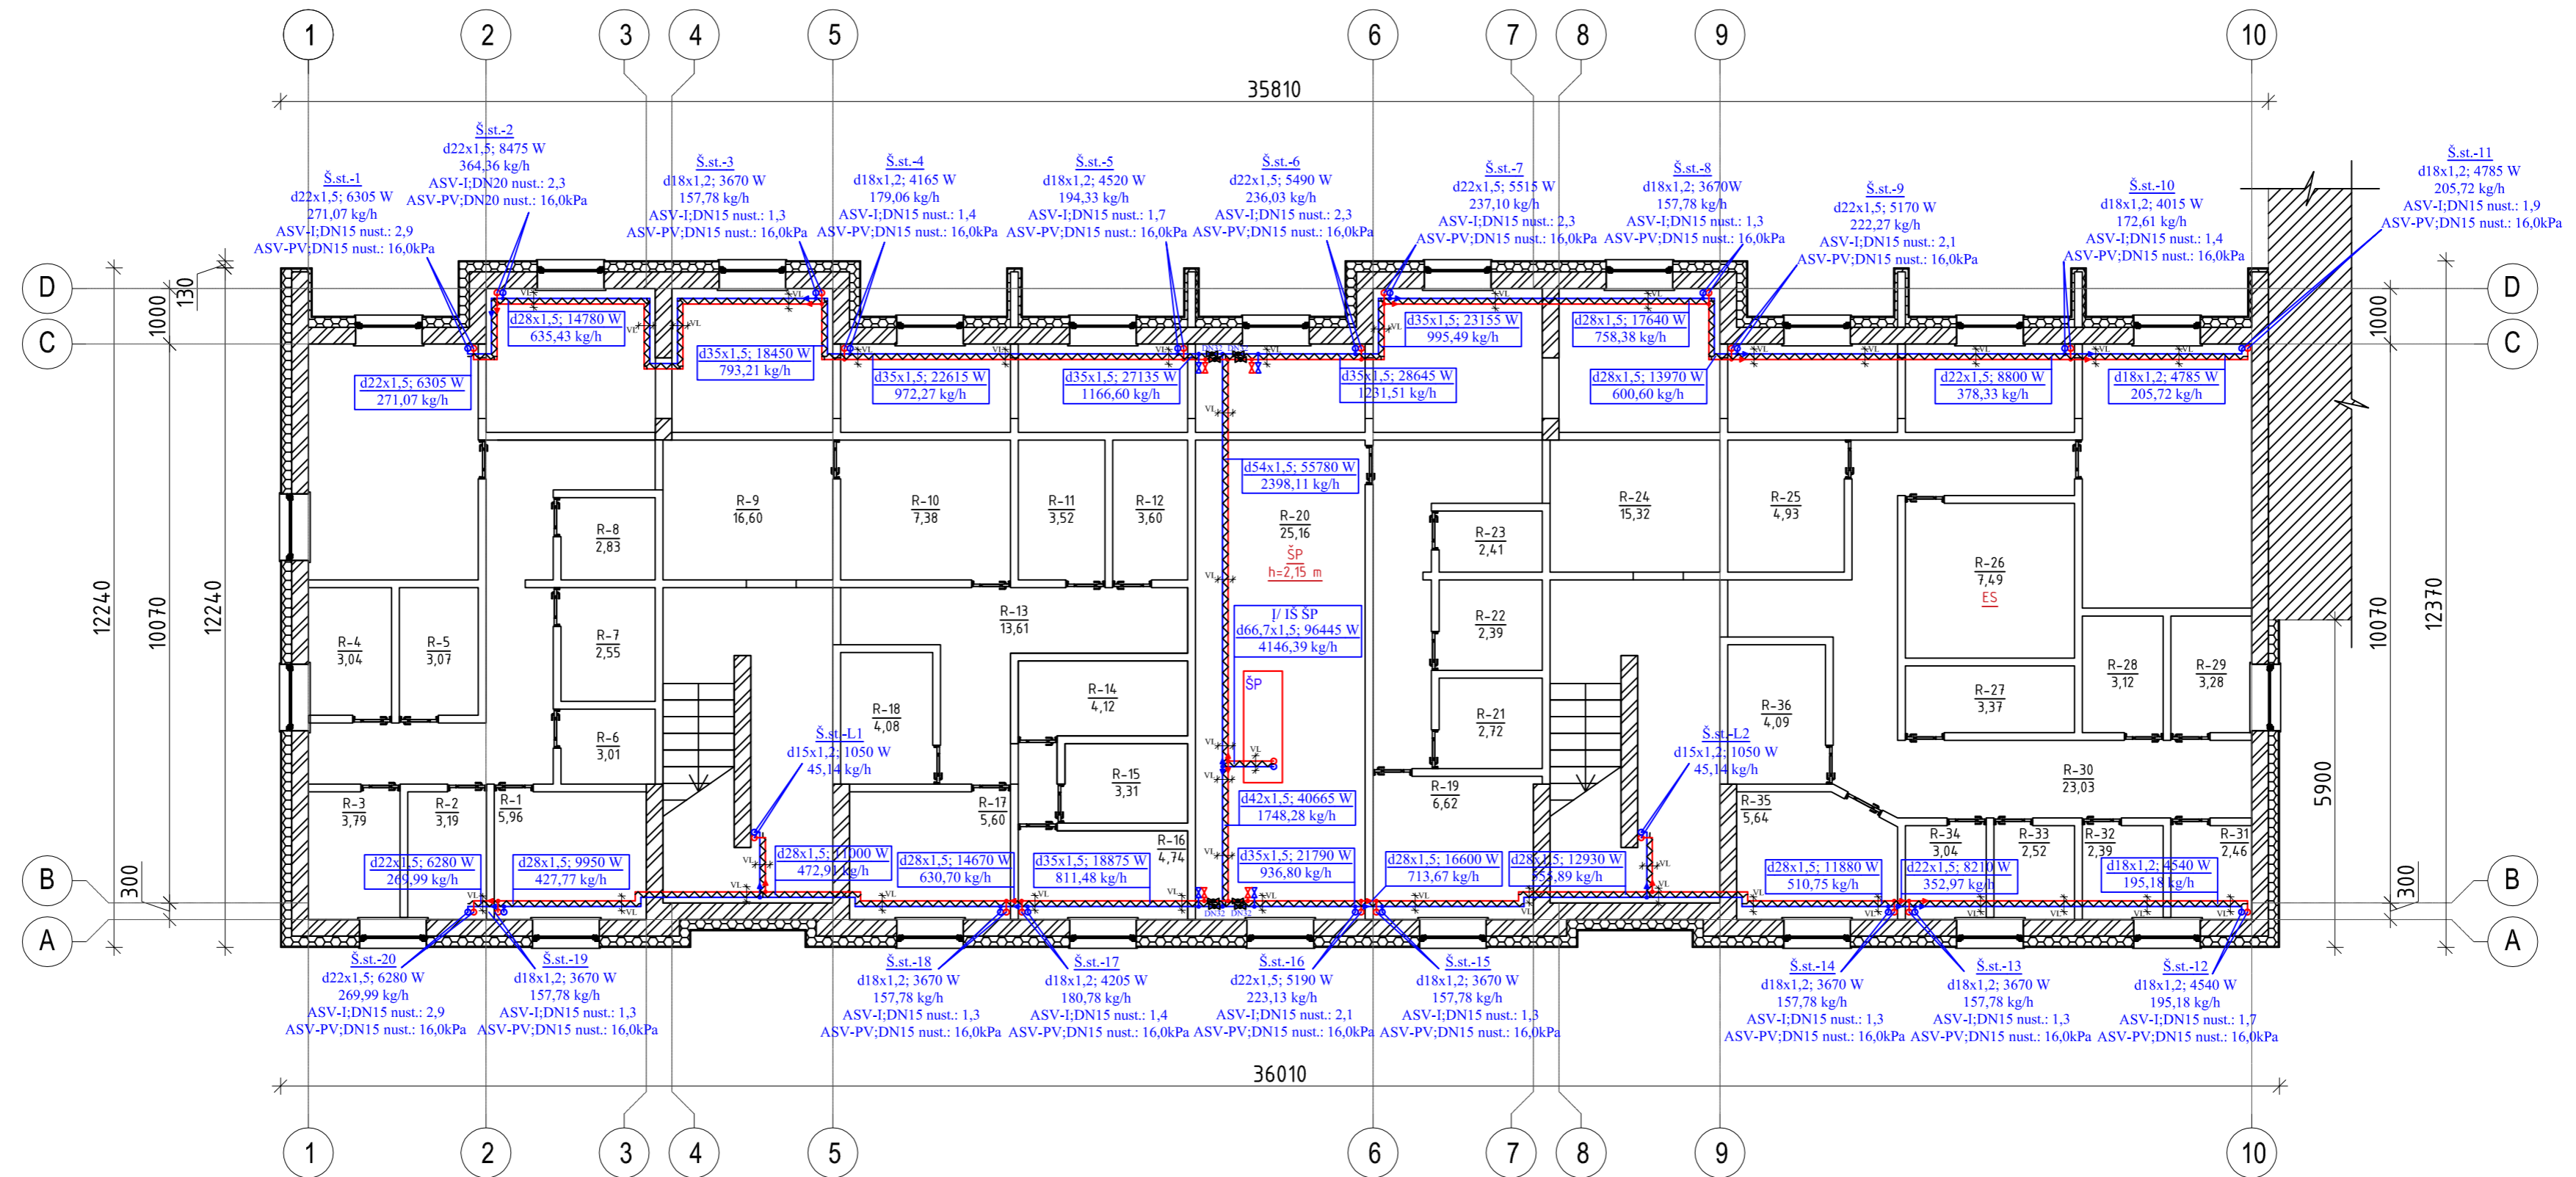 1
2
3
4
5
6
7
8
9
10
35810
Š.st.-1
d22x1,5; 6305 W
271,07 kg/h
ASV-I;DN15 nust.: 2,9
ASV-PV;DN15 nust.: 16,0kPa
Š.st.-2
d22x1,5; 8475 W
364,36 kg/h
ASV-I;DN20 nust.: 2,3
ASV-PV;DN20 nust.: 16,0kPa
Š.st.-3
d18x1,2; 3670 W
157,78 kg/h
ASV-I;DN15 nust.: 1,3
ASV-PV;DN15 nust.: 16,0kPa
Š.st.-4
d18x1,2; 4165 W
179,06 kg/h
ASV-I;DN15 nust.: 1,4
ASV-PV;DN15 nust.: 16,0kPa
Š.st.-5
d18x1,2; 4520 W
194,33 kg/h
ASV-I;DN15 nust.: 1,7
ASV-PV;DN15 nust.: 16,0kPa
Š.st.-6
d22x1,5; 5490 W
236,03 kg/h
ASV-I;DN15 nust.: 2,3
ASV-PV;DN15 nust.: 16,0kPa
Š.st.-7
d22x1,5; 5515 W
237,10 kg/h
ASV-I;DN15 nust.: 2,3
ASV-PV;DN15 nust.: 16,0kPa
Š.st.-8
d18x1,2; 3670W
157,78 kg/h
ASV-I;DN15 nust.: 1,3
ASV-PV;DN15 nust.: 16,0kPa
Š.st.-9
d22x1,5; 5170 W
222,27 kg/h
ASV-I;DN15 nust.: 2,1
ASV-PV;DN15 nust.: 16,0kPa
Š.st.-10
d18x1,2; 4015 W
172,61 kg/h
ASV-I;DN15 nust.: 1,4
ASV-PV;DN15 nust.: 16,0kPa
Š.st.-11
d18x1,2; 4785 W
205,72 kg/h
ASV-I;DN15 nust.: 1,9
ASV-PV;DN15 nust.: 16,0kPa
D
C
B
A
D
C
B
A
130
1000
12240
10070
12240
300
1000
10070
12370
5900
300
d28x1,5; 14780 W
635,43 kg/h
d22x1,5; 6305 W
271,07 kg/h
d35x1,5; 18450 W
793,21 kg/h
d35x1,5; 22615 W
972,27 kg/h
d35x1,5; 27135 W
1166,60 kg/h
DN32 DN32
d35x1,5; 28645 W
1231,51 kg/h
d35x1,5; 23155 W
995,49 kg/h
d28x1,5; 17640 W
758,38 kg/h
d28x1,5; 13970 W
600,60 kg/h
d22x1,5; 8800 W
378,33 kg/h
d18x1,2; 4785 W
205,72 kg/h
d54x1,5; 55780 W
2398,11 kg/h
R-8
2,83
R-9
16,60
R-10
7,38
R-11
3,52
R-12
3,60
R-20
25,16
ŠP
h=2,15 m
R-23
2,41
R-24
15,32
R-25
4,93
R-26
7,49
ES
R-4
3,04
R-5
3,07
R-7
2,55
R-13
13,61
Į/ IŠ ŠP
d66,7x1,5; 96445 W
4146,39 kg/h
R-22
2,39
R-28
3,12
R-29
3,28
R-27
3,37
R-14
4,12
R-18
4,08
ŠP
R-21
2,72
R-36
4,09
R-6
3,01
Š.st.-L1
d15x1,2; 1050 W
45,14 kg/h
R-15
3,31
Š.st.-L2
d15x1,2; 1050 W
45,14 kg/h
R-30
23,03
R-3
3,79
R-2
3,19
R-1
5,96
R-17
5,60
R-16
4,74
d42x1,5; 40665 W
1748,28 kg/h
R-19
6,62
R-35
5,64
R-34
3,04
R-33
2,52
R-32
2,39
R-31
2,46
d22x1,5; 6280 W
269,99 kg/h
d28x1,5; 9950 W
427,77 kg/h
d28x1,5; 11000 W
472,91 kg/h
d28x1,5; 14670 W
630,70 kg/h
d35x1,5; 18875 W
811,48 kg/h
d35x1,5; 21790 W
936,80 kg/h
d28x1,5; 16600 W
713,67 kg/h
d28x1,5; 12930 W
555,89 kg/h
d28x1,5; 11880 W
510,75 kg/h
d22x1,5; 8210 W
352,97 kg/h
d18x1,2; 4540 W
195,18 kg/h
DN32 DN32
Š.st.-20
d22x1,5; 6280 W
269,99 kg/h
ASV-I;DN15 nust.: 2,9
ASV-PV;DN15 nust.: 16,0kPa
Š.st.-19
d18x1,2; 3670 W
157,78 kg/h
ASV-I;DN15 nust.: 1,3
ASV-PV;DN15 nust.: 16,0kPa
Š.st.-18
d18x1,2; 3670 W
157,78 kg/h
ASV-I;DN15 nust.: 1,3
ASV-PV;DN15 nust.: 16,0kPa
Š.st.-17
d18x1,2; 4205 W
180,78 kg/h
ASV-I;DN15 nust.: 1,4
ASV-PV;DN15 nust.: 16,0kPa
Š.st.-16
d22x1,5; 5190 W
223,13 kg/h
ASV-I;DN15 nust.: 2,1
ASV-PV;DN15 nust.: 16,0kPa
Š.st.-15
d18x1,2; 3670 W
157,78 kg/h
ASV-I;DN15 nust.: 1,3
ASV-PV;DN15 nust.: 16,0kPa
Š.st.-14
d18x1,2; 3670 W
157,78 kg/h
ASV-I;DN15 nust.: 1,3
ASV-PV;DN15 nust.: 16,0kPa
Š.st.-13
d18x1,2; 3670 W
157,78 kg/h
ASV-I;DN15 nust.: 1,3
ASV-PV;DN15 nust.: 16,0kPa
Š.st.-12
d18x1,2; 4540 W
195,18 kg/h
ASV-I;DN15 nust.: 1,7
ASV-PV;DN15 nust.: 16,0kPa
36010
1
2
3
4
5
6
7
8
9
10